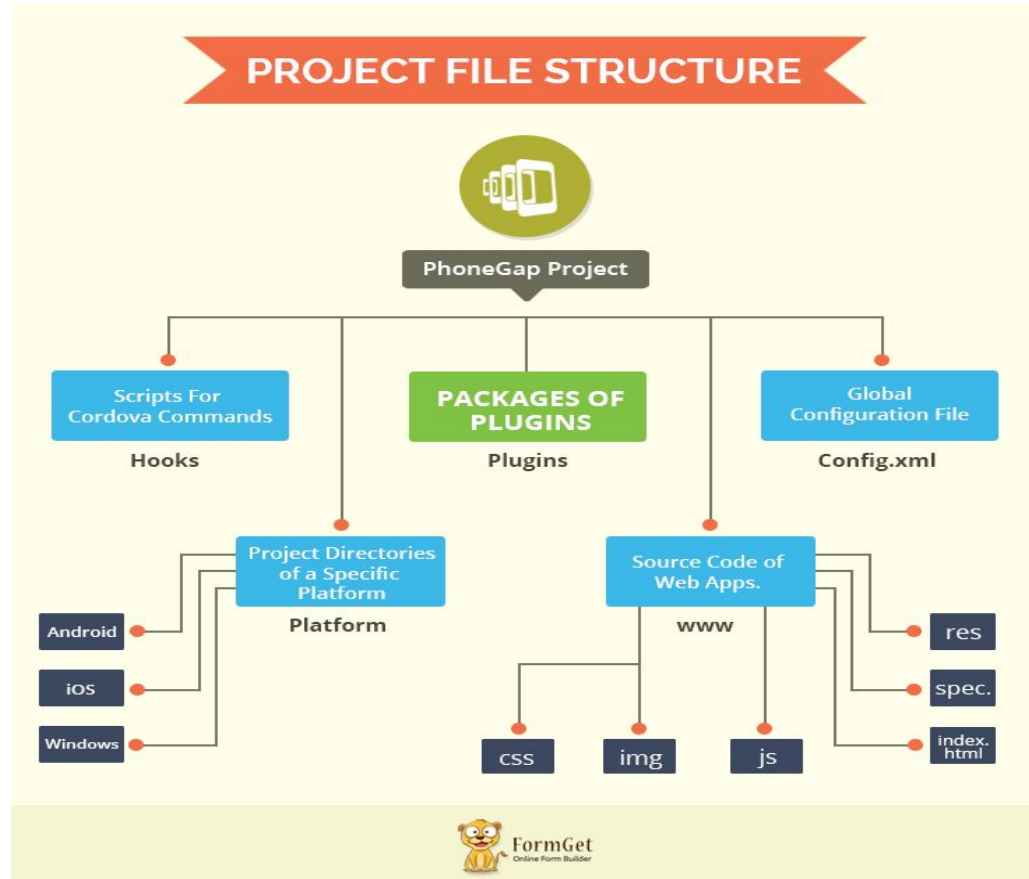 PROJECT FILE STRUCTURE
PhoneGap Project
Scripts For
Cordova Commands
Hooks
PACKAGES OF
PLUGINS
Plugins
Global
Configuration File
Config.xml
Project Directories
of a Specific
Platform
Platform
Android
iOS
Windows
Source Code of
Web Apps.
www
css
img
js
res
spec.
index.
html
FormGet
Online Form Builder